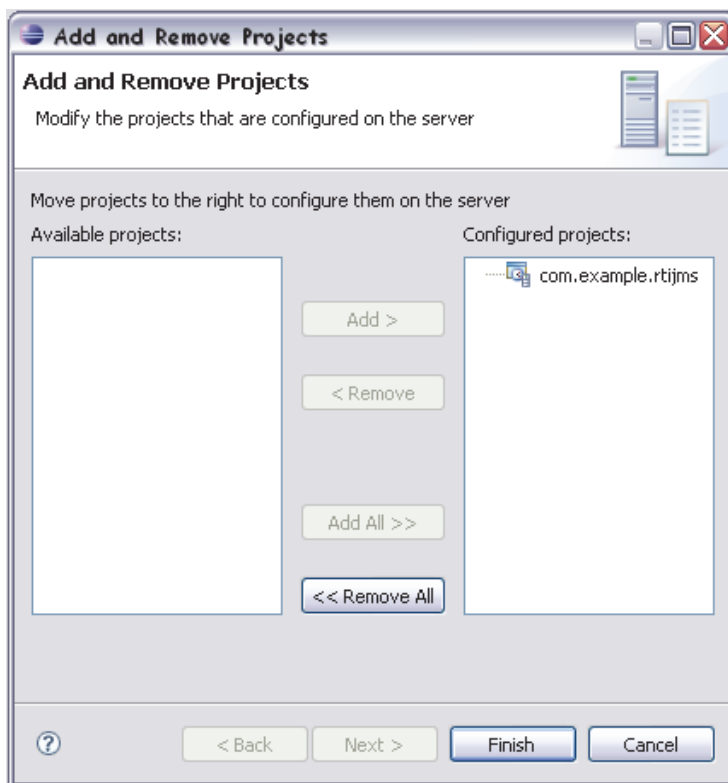 Add and Remove Projects
Add and Remove Projects
Modify the projects that are configured on the server
Move projects to the right to configure them on the server
Available projects:
Configured projects:
com.example.rtijms
Add >
< Remove
Add All >>
<< Remove All
?
< Back
Next >
Finish
Cancel